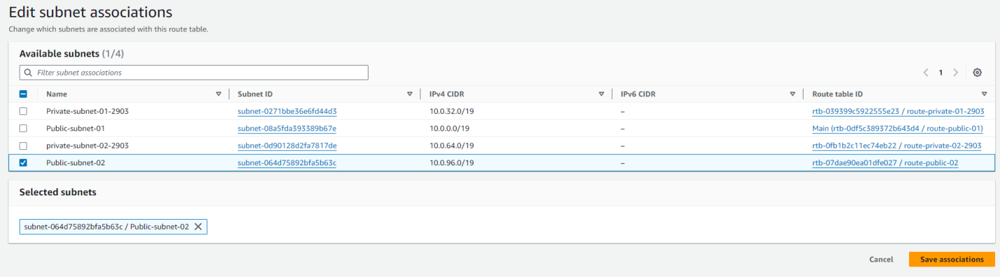 Edit subnet associations
Change which subnets are associated with this route table.
Available subnets (1/4)
Filter subnet associations
1
Name Subnet ID IPv4 CIDR IPv6 CIDR Route table ID
Private-subnet-01-2903 subnet-0271bbe36e6fd44d3 10.0.32.0/19 – rtb-039399c5922555e23 / route-private-01-2903
Public-subnet-01 subnet-08a5fda393389b67e 10.0.0.0/19 – Main (rtb-0df5c389372b643d4 / route-public-01)
private-subnet-02-2903 subnet-0d90128d2fa7817de 10.0.64.0/19 – rtb-0fb1b2c11ec74eb22 / route-private-02-2903
Public-subnet-02 subnet-064d75892bfa5b63c 10.0.96.0/19 – rtb-07dae90ea01dfe027 / route-public-02
Selected subnets
subnet-064d75892bfa5b63c / Public-subnet-02
Cancel Save associations